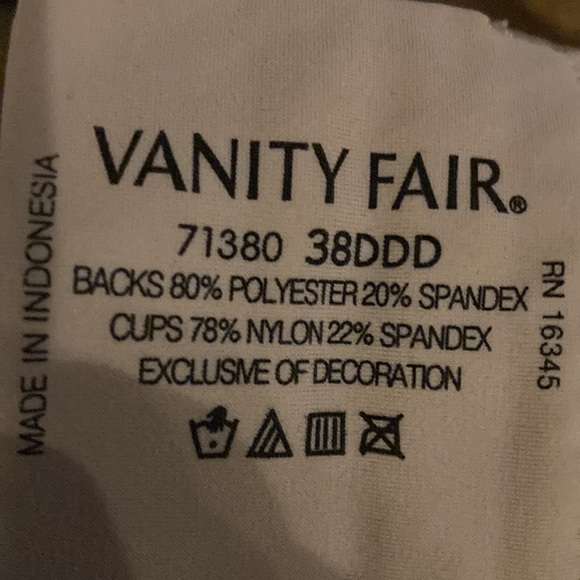 VANITY FAIR®
71380 38DDD
BACKS 80% POLYESTER 20% SPANDEX
CUPS 78% NYLON 22% SPANDEX
EXCLUSIVE OF DECORATION
MADE IN INDONESIA
RN 16345